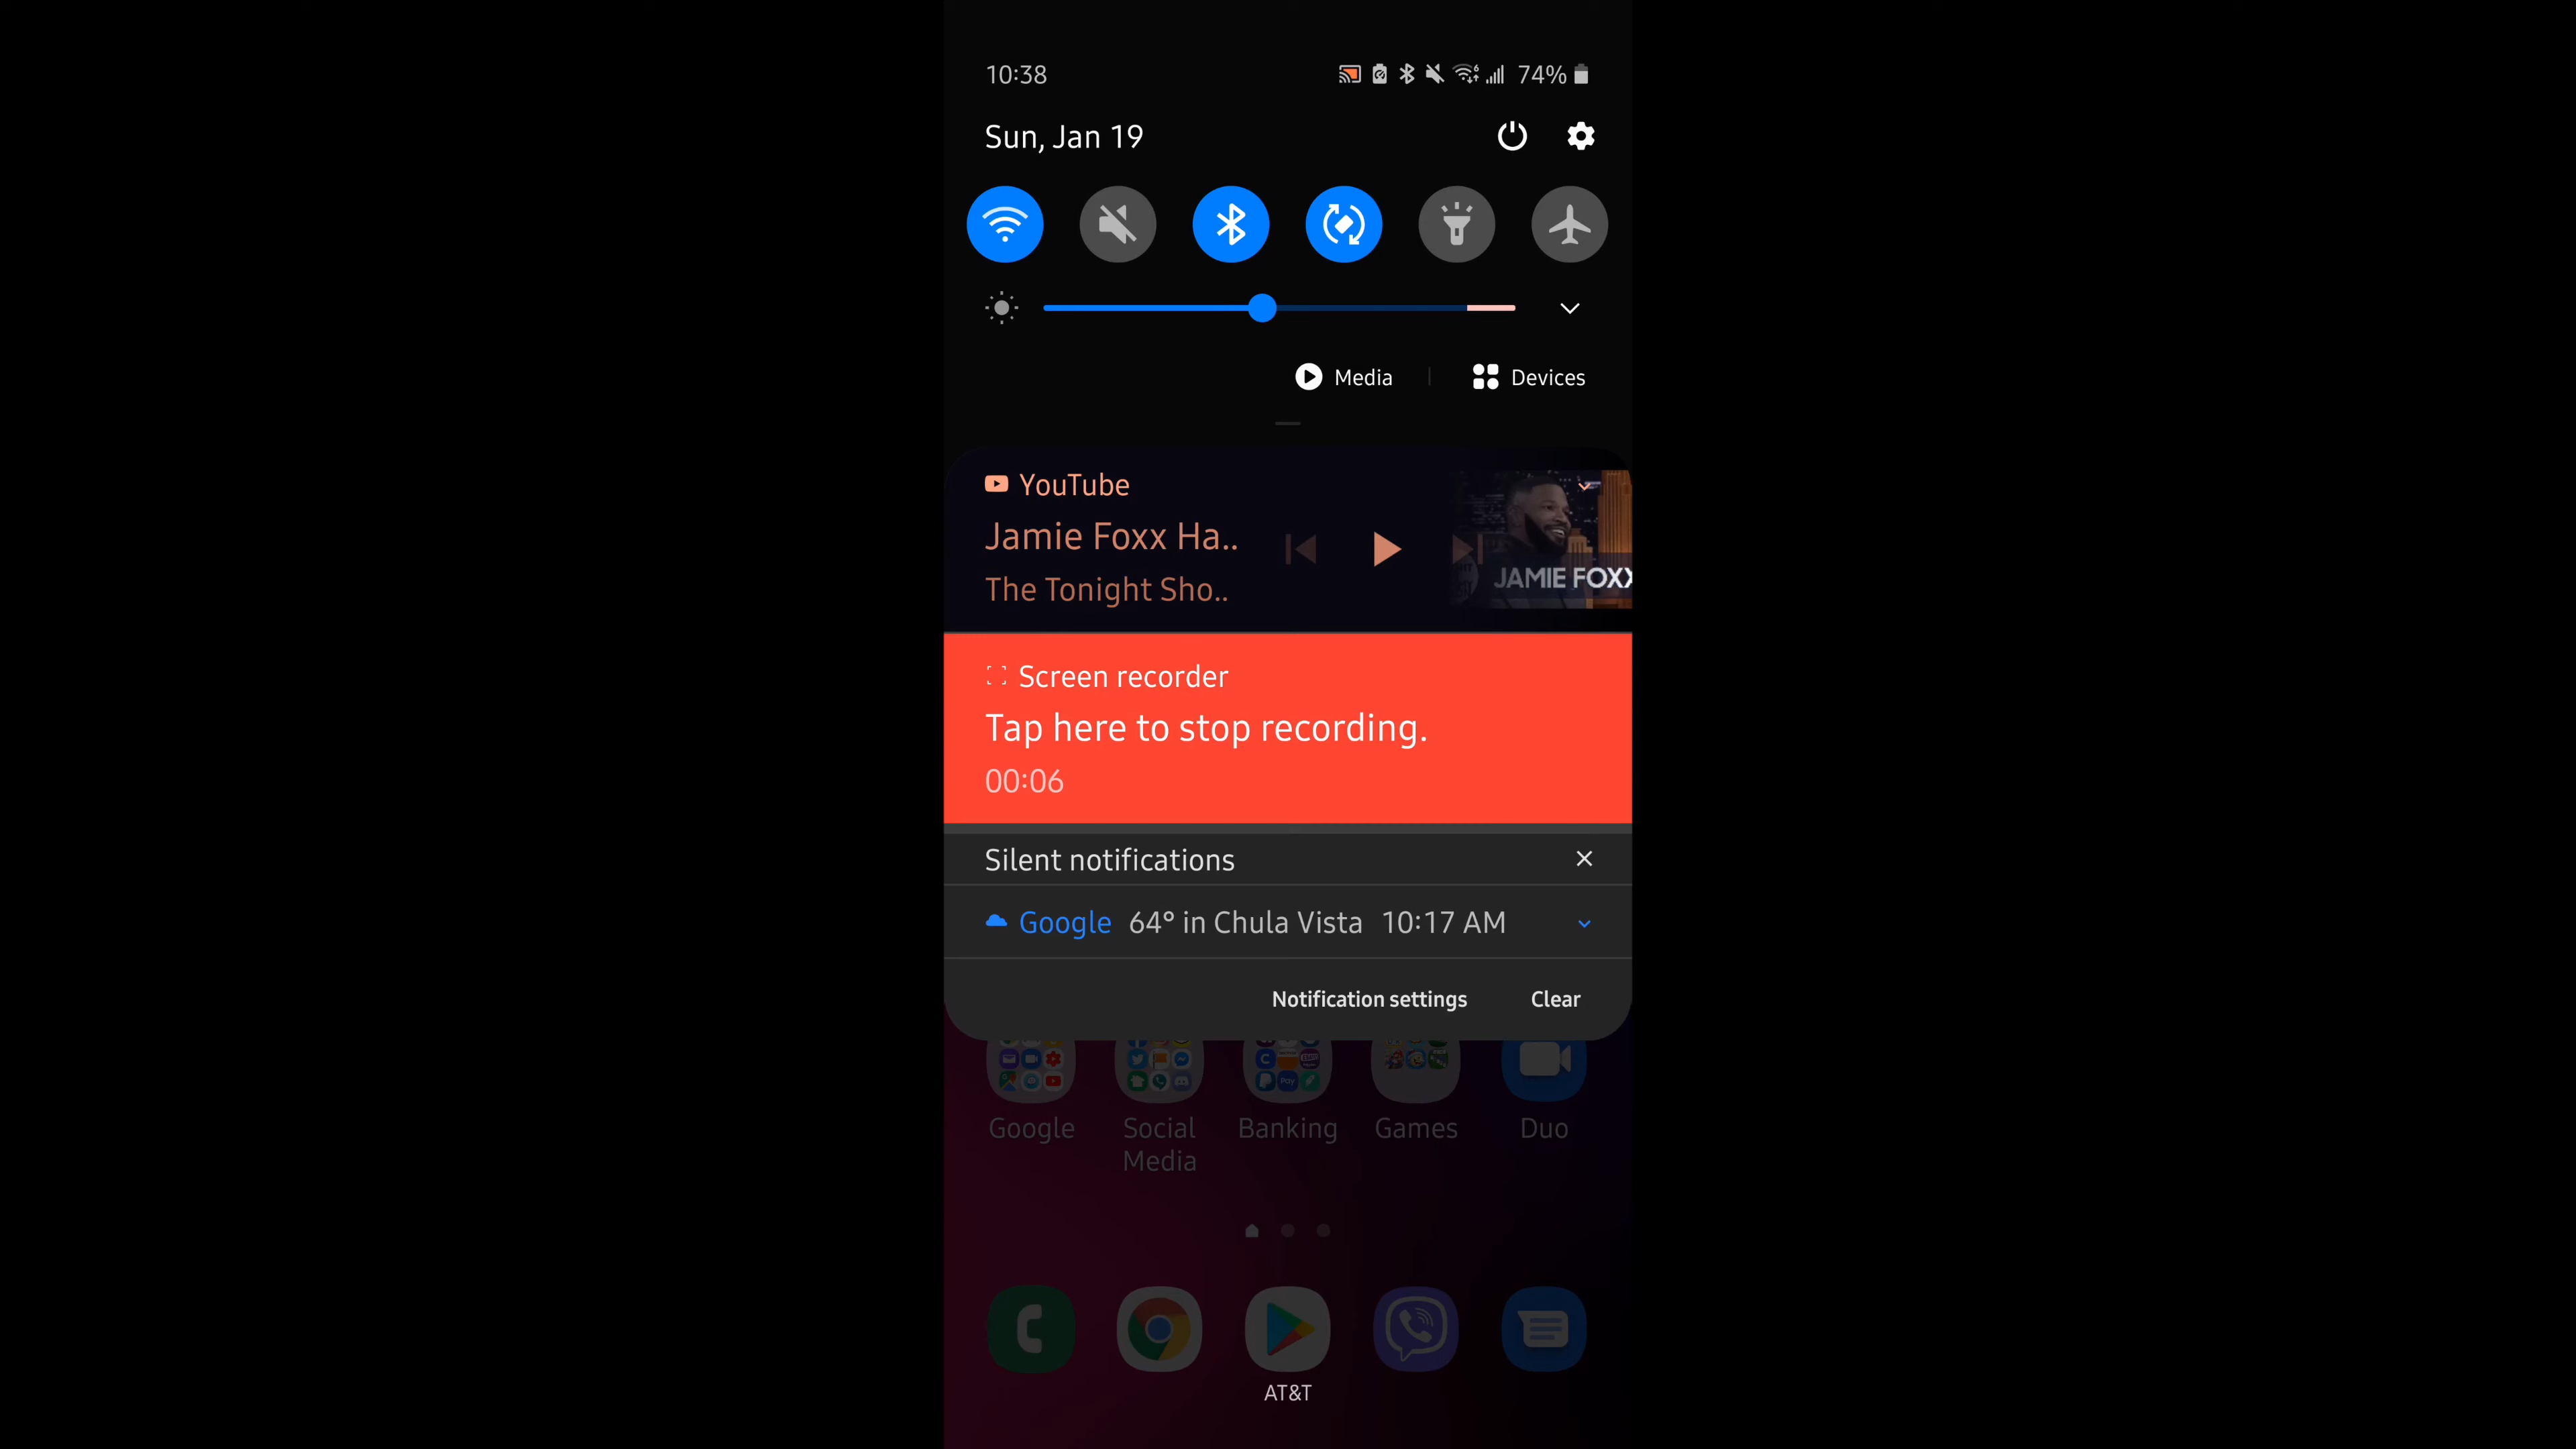 10:38
74%
Sun, Jan 19
Media
Devices
YouTube
Jamie Foxx Ha..
The Tonight Sho..
JAMIE FOXX
Screen recorder
Tap here to stop recording.
00:06
Silent notifications
Google 64° in Chula Vista 10:17 AM
Notification settings
Clear
Google
Social Media
Banking
Games
Duo
AT&T